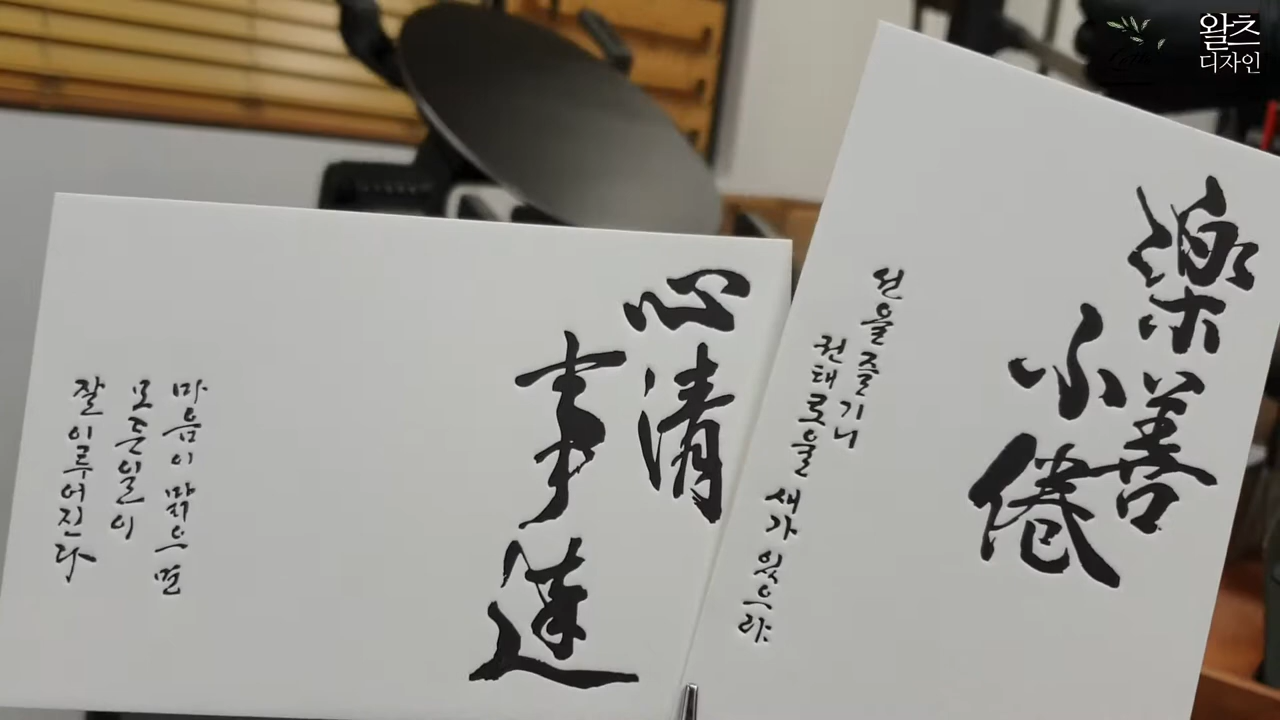 왈츠
디자인
心清
事達
마음이 맑으면
모든일이
잘 이루어진다
樂善
不倦
선을 즐기니
권태로울 새가 있으랴